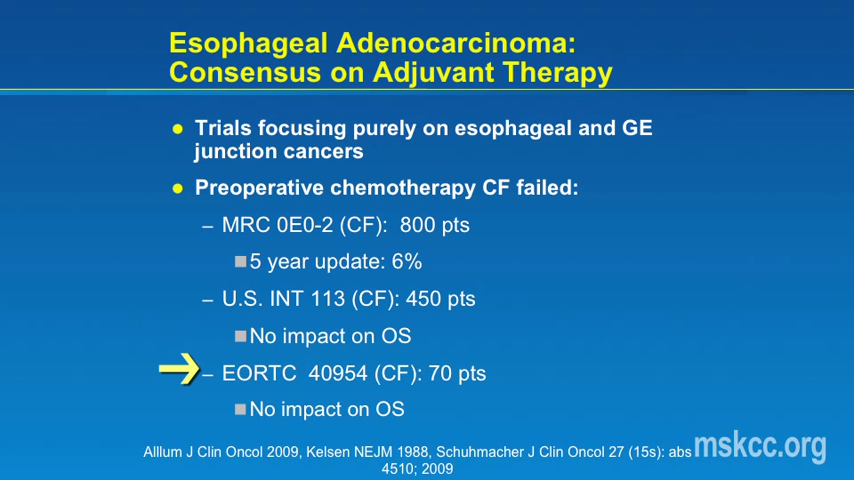 Esophageal Adenocarcinoma:
Consensus on Adjuvant Therapy
Trials focusing purely on esophageal and GE
junction cancers
Preoperative chemotherapy CF failed:
– MRC 0E0-2 (CF): 800 pts
5 year update: 6%
– U.S. INT 113 (CF): 450 pts
No impact on OS
– EORTC 40954 (CF): 70 pts
No impact on OS
Alllum J Clin Oncol 2009, Kelsen NEJM 1988, Schuhmacher J Clin Oncol 27 (15s): abs
4510; 2009
mskcc.org